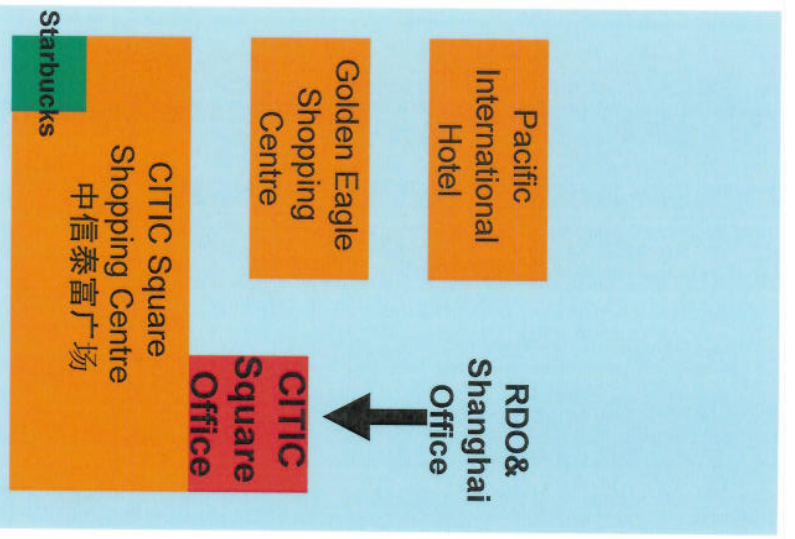 Pacific
International
Hotel
RDO&
Shanghai
Office
Golden Eagle
Shopping
Centre
CITIC
Square
Office
CITIC Square
Shopping Centre
中信泰富广场
Starbucks